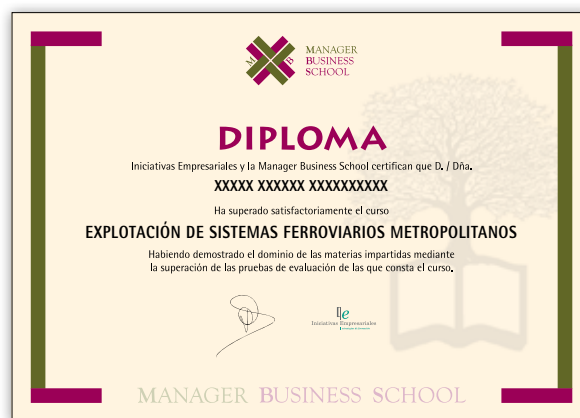 MANAGER
BUSINESS
SCHOOL
M B
DIPLOMA
Iniciativas Empresariales y la Manager Business School certifican que D. / Dña.
XXXXX XXXXXX XXXXXXXXXX
Ha superado satisfactoriamente el curso
EXPLOTACIÓN DE SISTEMAS FERROVIARIOS METROPOLITANOS
Habiendo demostrado el dominio de las materias impartidas mediante
la superación de las pruebas de evaluación de las que consta el curso.
Ie
Iniciativas Empresariales
MANAGER BUSINESS SCHOOL